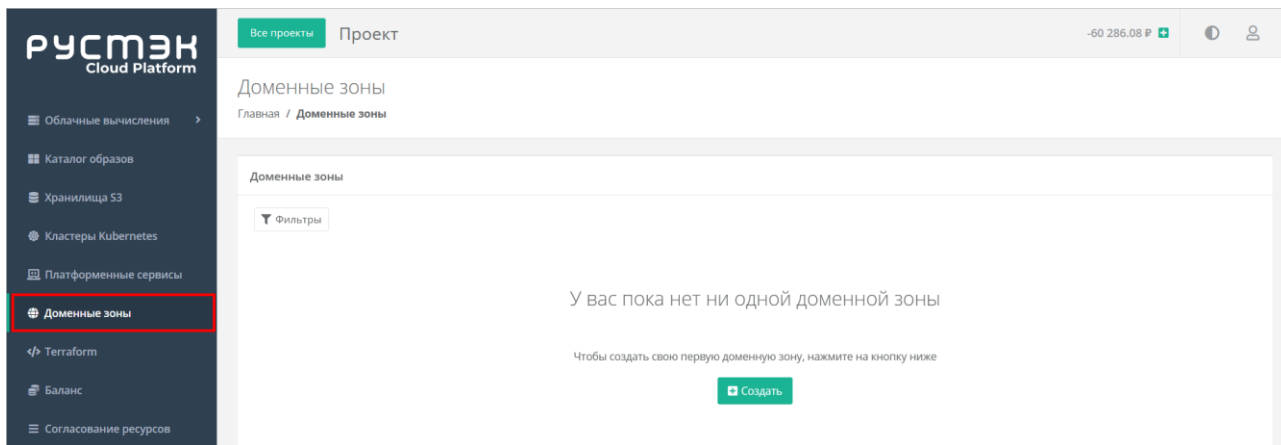 РУСТЭК
Cloud Platform
Облачные вычисления
Каталог образов
Хранилища S3
Кластеры Kubernetes
Платформенные сервисы
Доменные зоны
Terraform
Баланс
Согласование ресурсов
Все проекты Проект -60 286.08 ₽
Доменные зоны
Главная / Доменные зоны
Доменные зоны
Фильтры
У вас пока нет ни одной доменной зоны
Чтобы создать свою первую доменную зону, нажмите на кнопку ниже
Создать